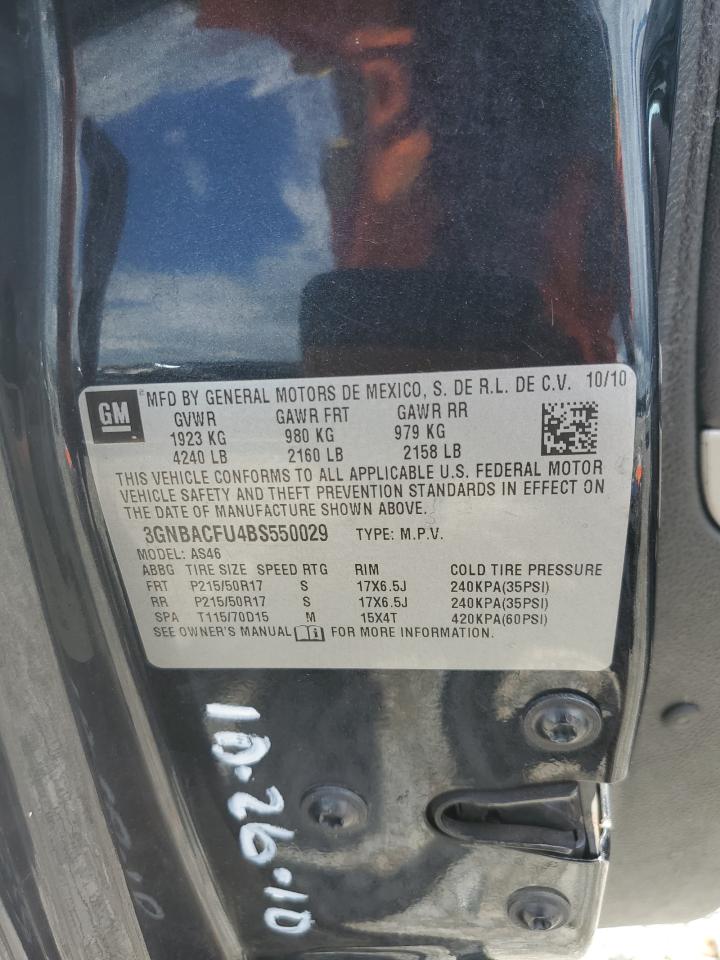 GM ® MFD BY GENERAL MOTORS DE MEXICO, S. DE R.L. DE C.V. 10/10
GVWR GAWR FRT GAWR RR
1923 KG 980 KG 979 KG
4240 LB 2160 LB 2158 LB
THIS VEHICLE CONFORMS TO ALL APPLICABLE U.S. FEDERAL MOTOR
VEHICLE SAFETY AND THEFT PREVENTION STANDARDS IN EFFECT ON
THE DATE OF MANUFACTURE SHOWN ABOVE.
3GNBACFU4BS550029 TYPE: M.P.V.
MODEL: AS46
ABBG TIRE SIZE SPEED RTG RIM COLD TIRE PRESSURE
FRT P215/50R17 S 17X6.5J 240KPA(35PSI)
RR P215/50R17 S 17X6.5J 240KPA(35PSI)
SPA T115/70D15 M 15X4T 420KPA(60PSI)
SEE OWNER'S MANUAL FOR MORE INFORMATION.
10·26·10